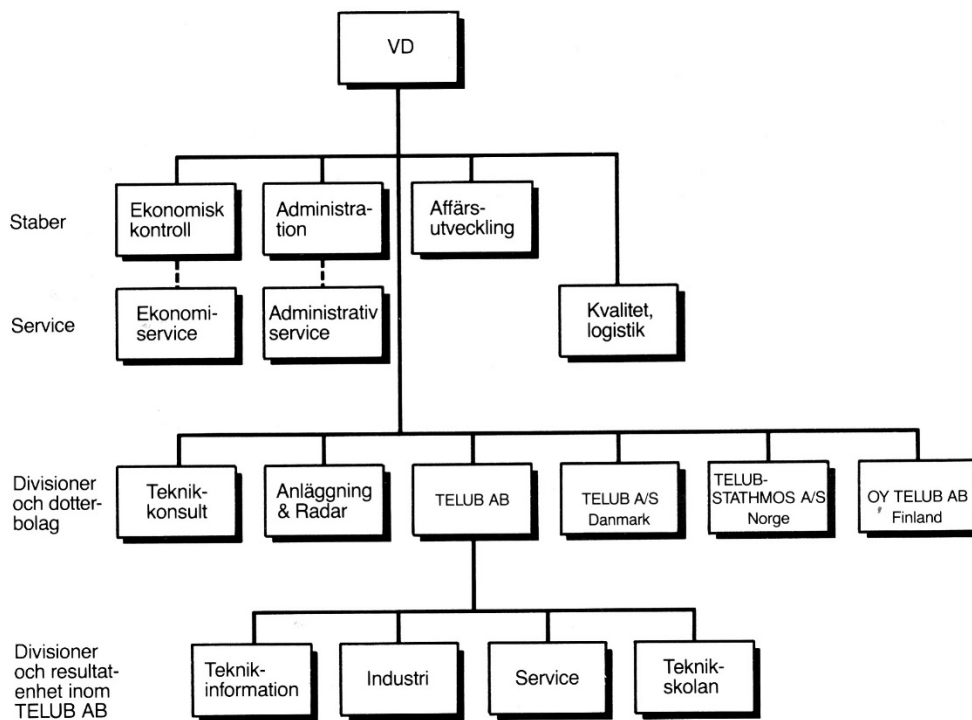 VD
Staber
Ekonomisk
kontroll
Administra-
tion
Affärs-
utveckling
Service
Ekonomi-
service
Administrativ
service
Kvalitet,
logistik
Divisioner
och dotter-
bolag
Teknik-
konsult
Anläggning
& Radar
TELUB AB
TELUB A/S
Danmark
TELUB-
STATHMOS A/S
Norge
OY TELUB AB
Finland
Divisioner
och resultat-
enhet inom
TELUB AB
Teknik-
information
Industri
Service
Teknik-
skolan